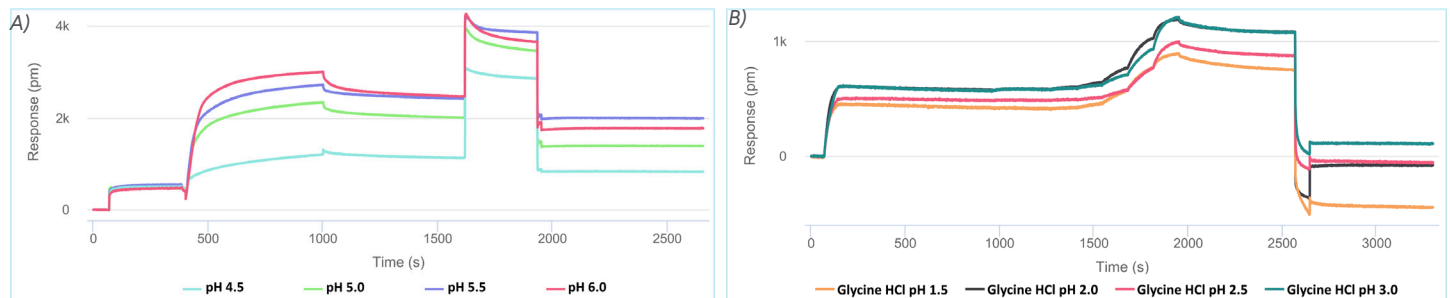 A)
4k
2k
0
Response (pm)
0 500 1000 1500 2000 2500
Time (s)
pH 4.5 pH 5.0 pH 5.5 pH 6.0
B)
1k
0
Response (pm)
0 500 1000 1500 2000 2500 3000
Time (s)
Glycine HCl pH 1.5 Glycine HCl pH 2.0 Glycine HCl pH 2.5 Glycine HCl pH 3.0